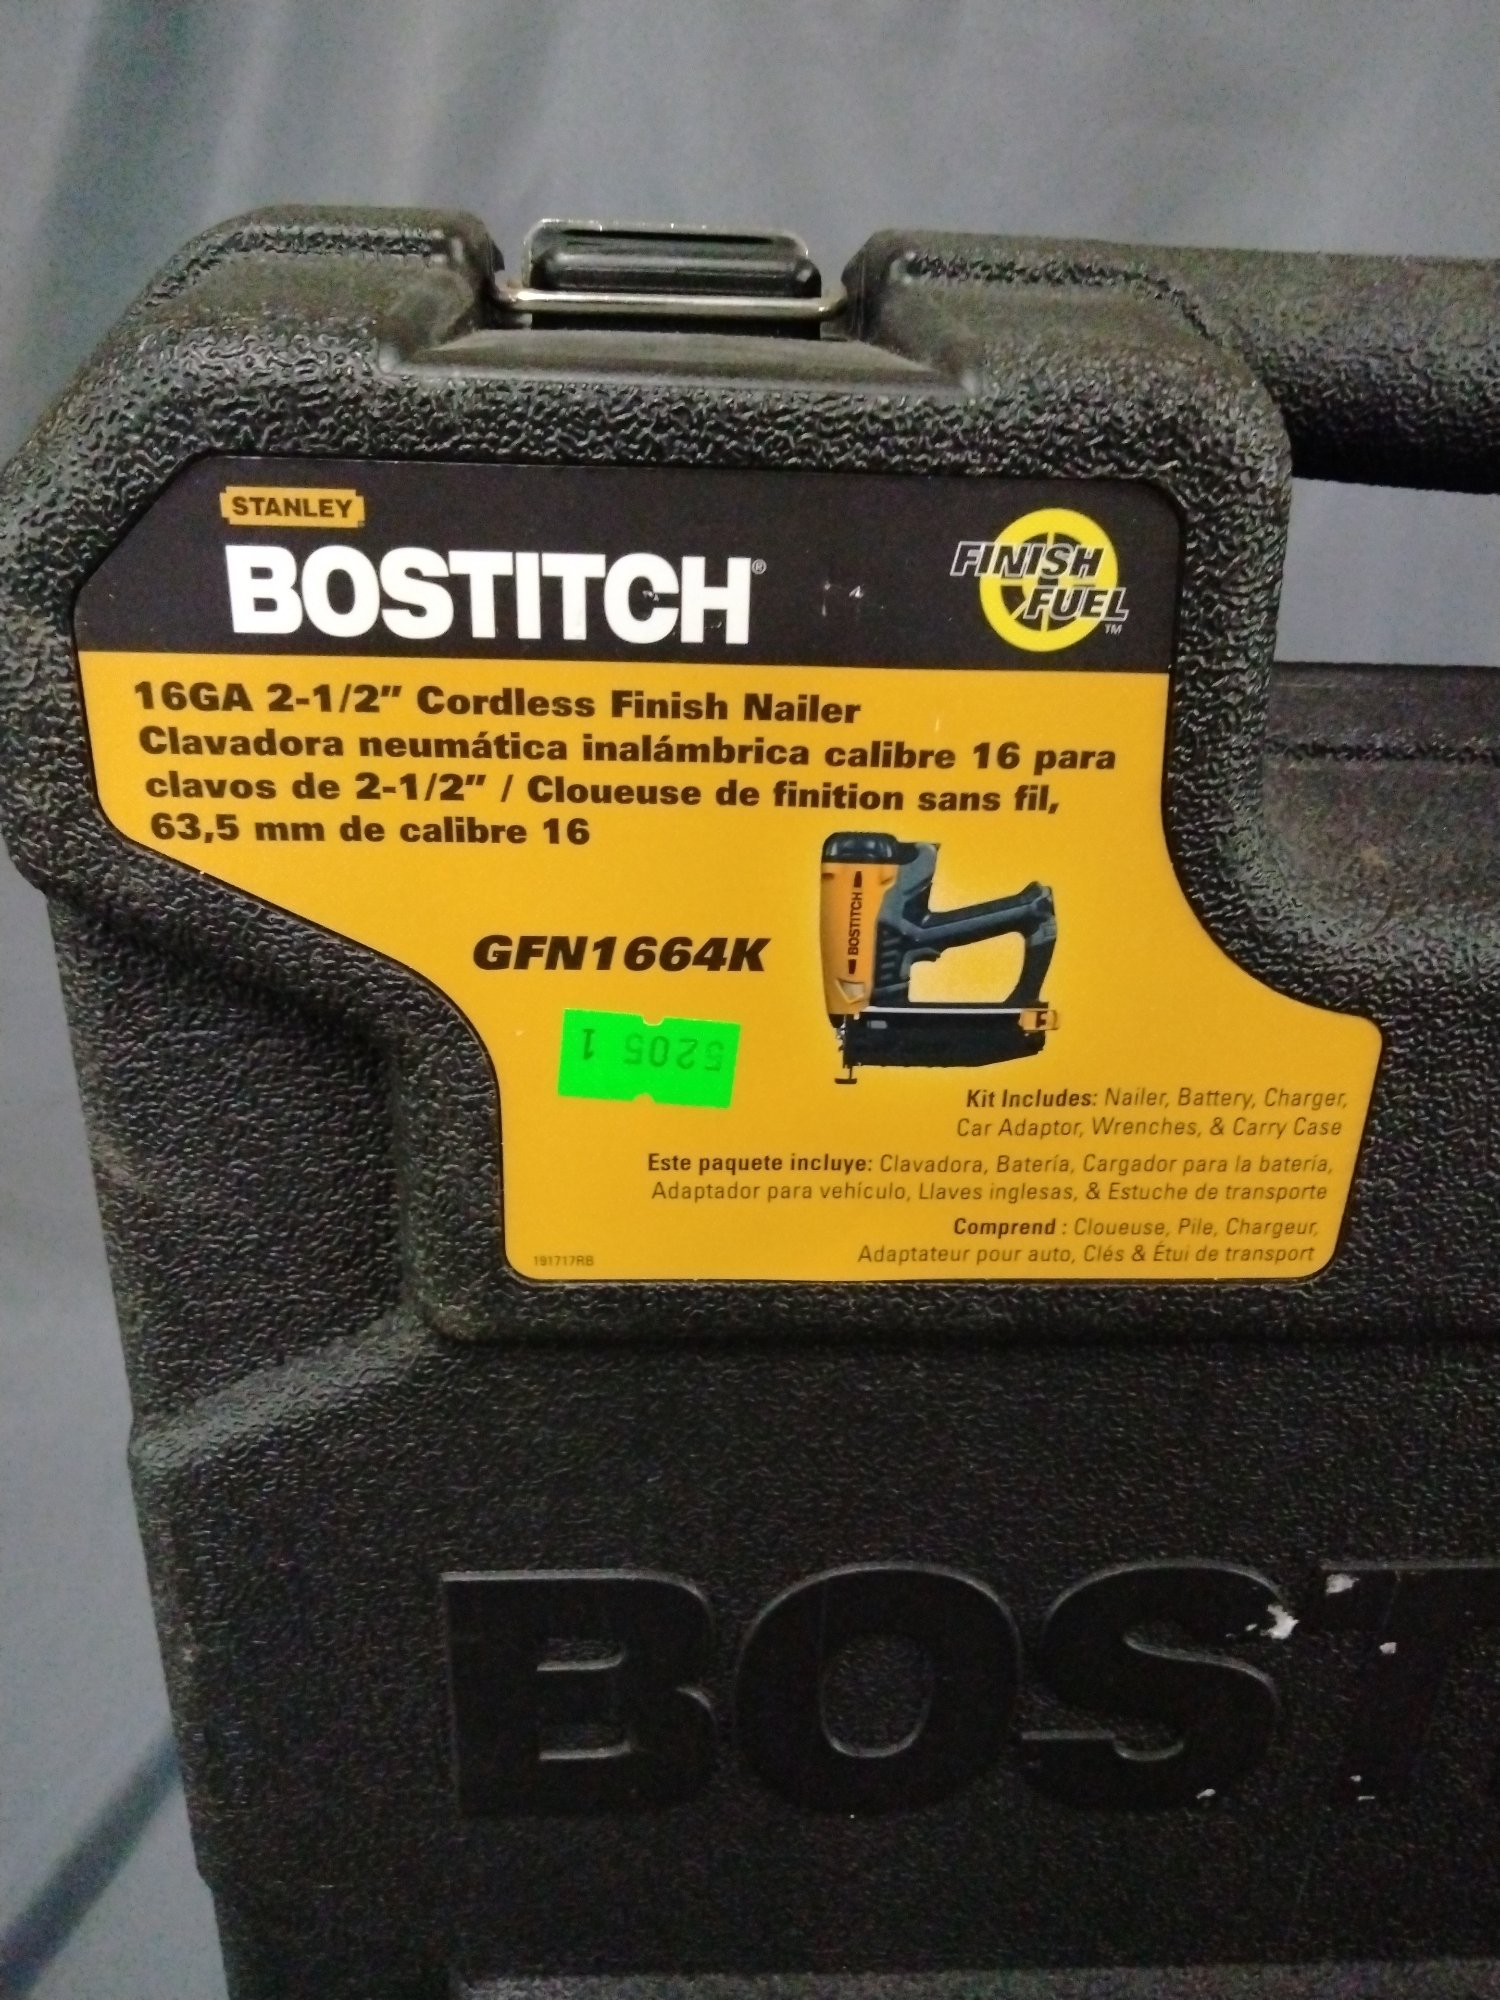 STANLEY
BOSTITCH®
FINISH
FUEL™
16GA 2-1/2" Cordless Finish Nailer
Clavadora neumática inalámbrica calibre 16 para
clavos de 2-1/2" / Cloueuse de finition sans fil,
63,5 mm de calibre 16
BOSTITCH
GFN1664K
5205 1
Kit Includes: Nailer, Battery, Charger,
Car Adaptor, Wrenches, & Carry Case
Este paquete incluye: Clavadora, Batería, Cargador para la batería,
Adaptador para vehículo, Llaves inglesas, & Estuche de transporte
Comprend : Cloueuse, Pile, Chargeur,
Adaptateur pour auto, Clés & Étui de transport
191717RB
BOST